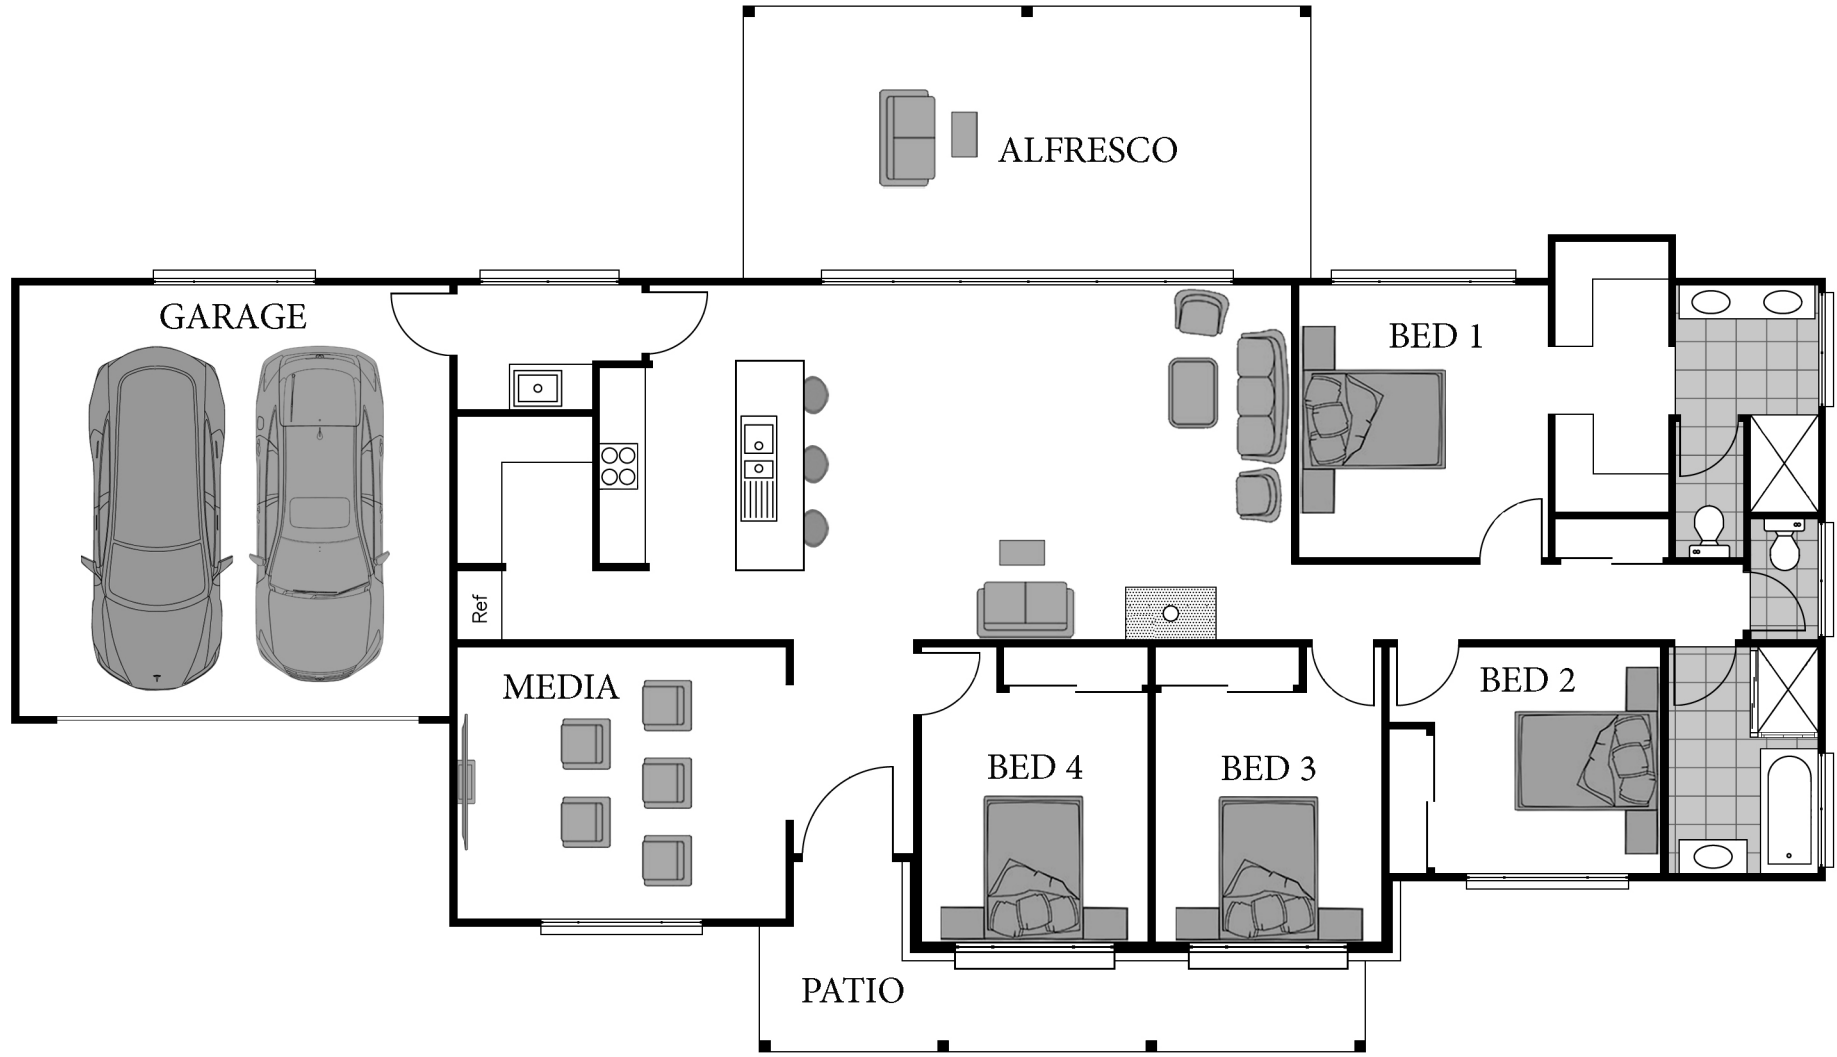 ALFRESCO
GARAGE
BED 1
Ref
MEDIA
BED 2
BED 4
BED 3
PATIO